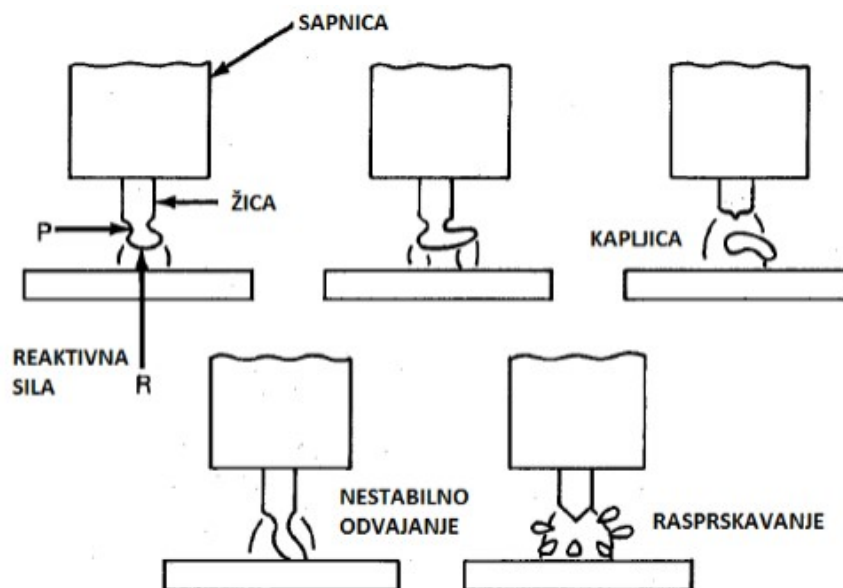 SAPNICA
ŽICA
P
KAPLJICA
REAKTIVNA
SILA
R
NESTABILNO
ODVAJANJE
RASPRSKAVANJE